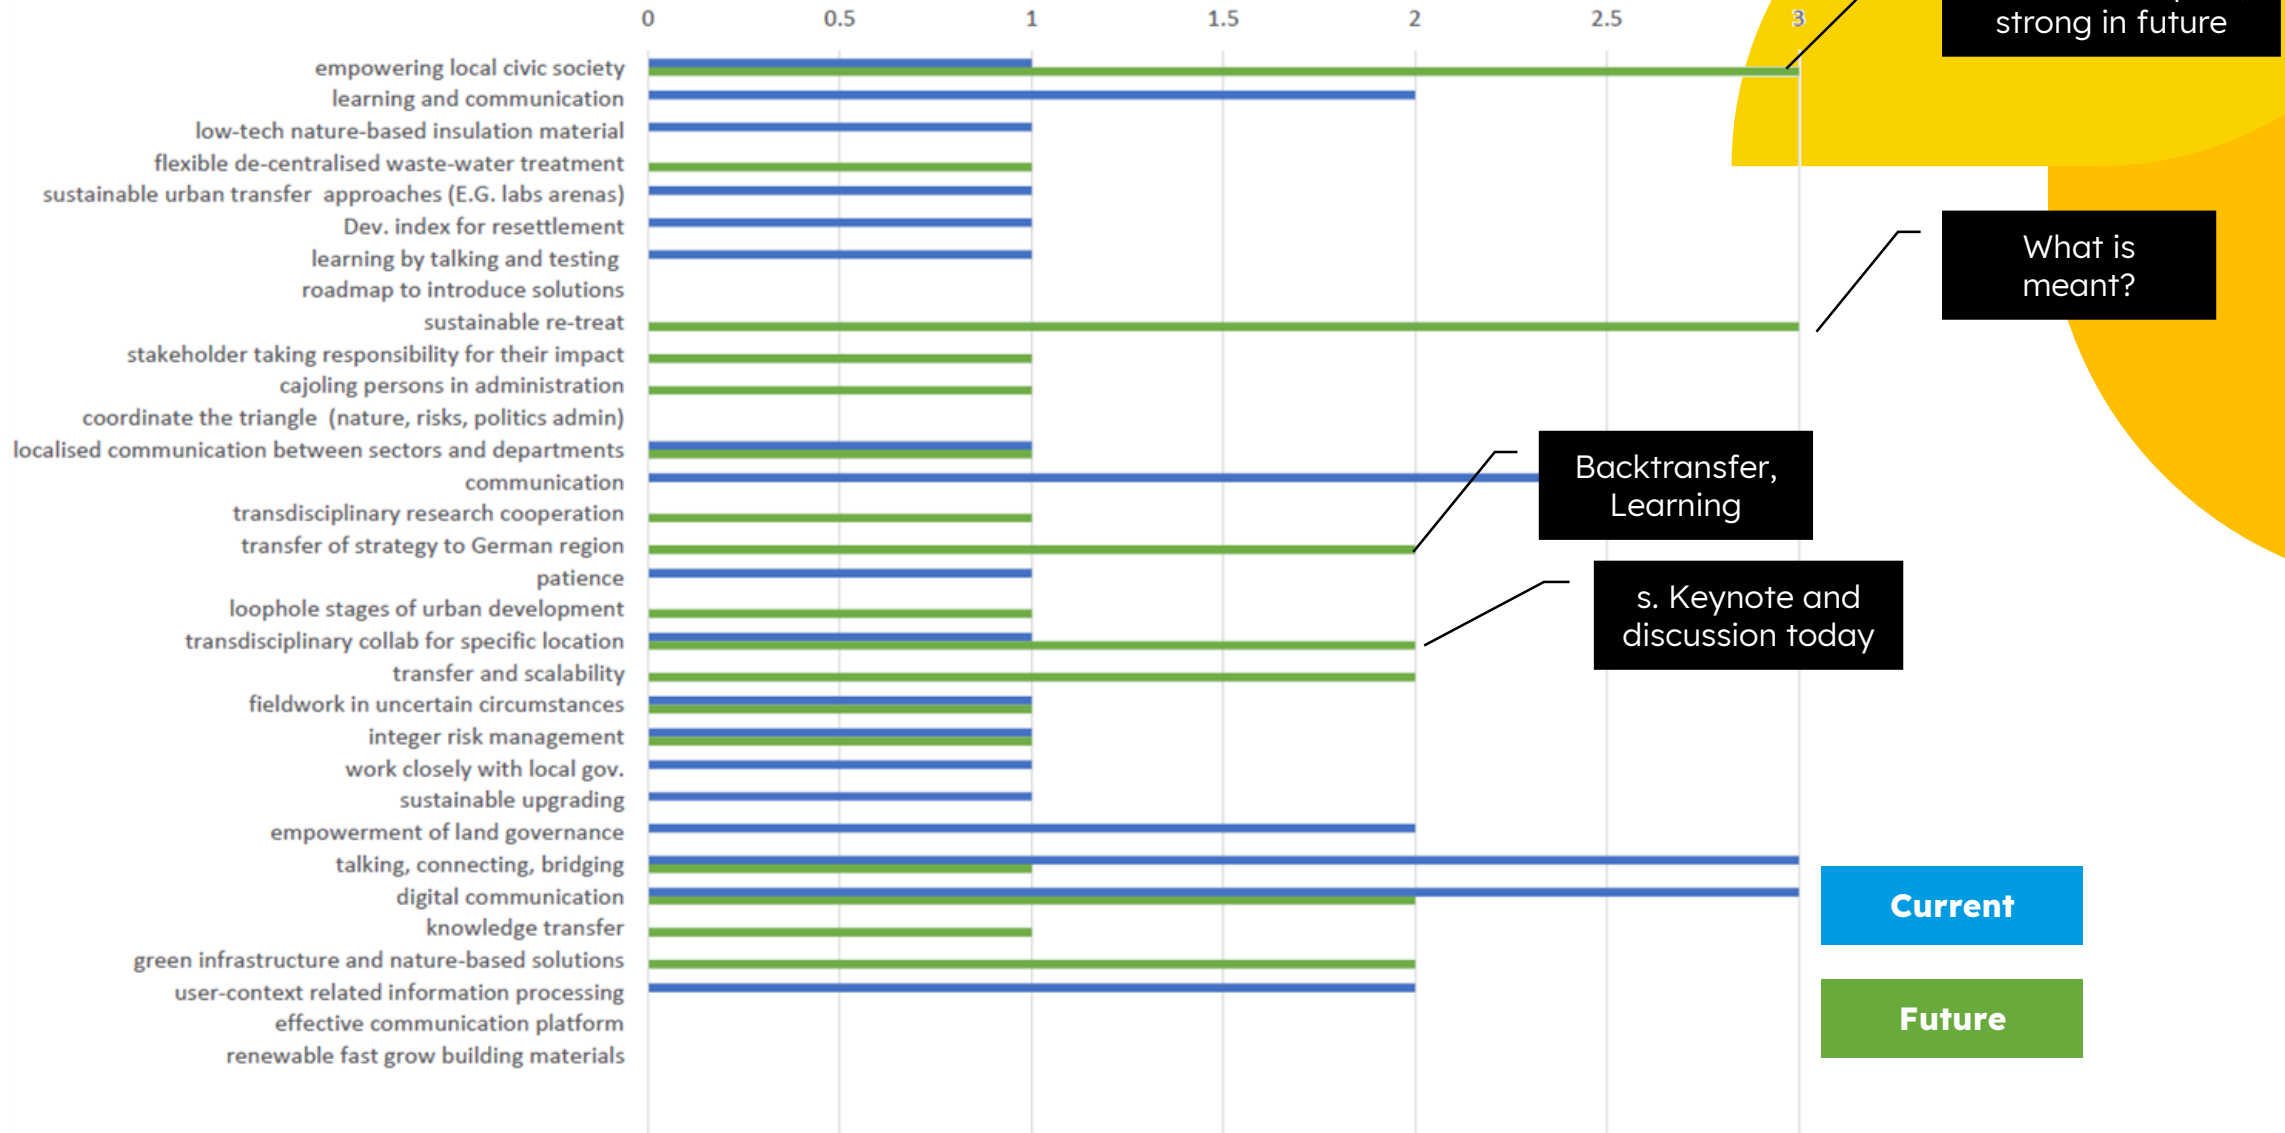 0 0.5 1 1.5 2 2.5 3
strong in future
empowering local civic society
learning and communication
low-tech nature-based insulation material
flexible de-centralised waste-water treatment
sustainable urban transfer approaches (E.G. labs arenas)
Dev. index for resettlement
learning by talking and testing
roadmap to introduce solutions
sustainable re-treat
stakeholder taking responsibility for their impact
cajoling persons in administration
coordinate the triangle (nature, risks, politics admin)
localised communication between sectors and departments
communication
transdisciplinary research cooperation
transfer of strategy to German region
patience
loophole stages of urban development
transdisciplinary collab for specific location
transfer and scalability
fieldwork in uncertain circumstances
integer risk management
work closely with local gov.
sustainable upgrading
empowerment of land governance
talking, connecting, bridging
digital communication
knowledge transfer
green infrastructure and nature-based solutions
user-context related information processing
effective communication platform
renewable fast grow building materials
What is
meant?
Backtransfer,
Learning
s. Keynote and
discussion today
Current
Future